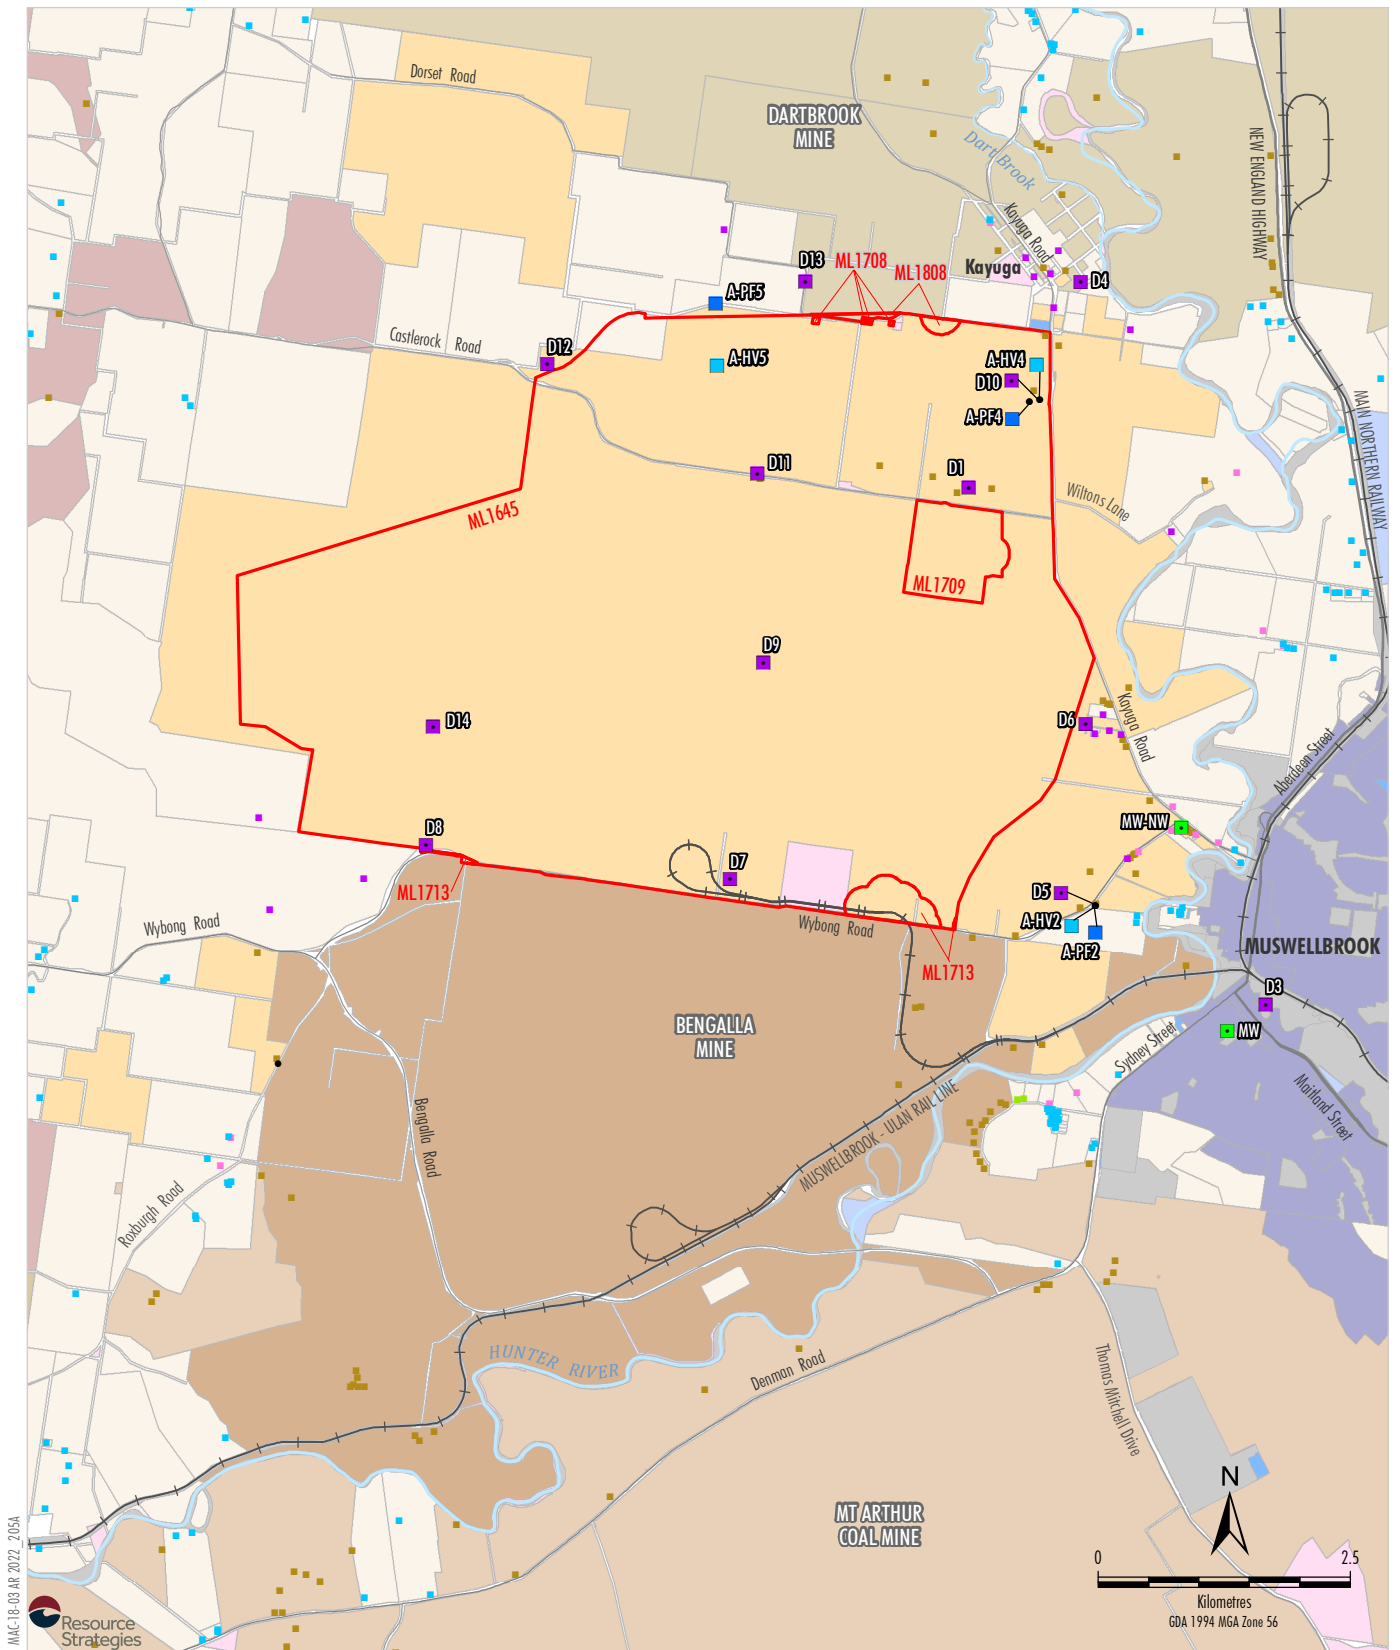 Dorset Road
DARTBROOK
MINE
Dart Brook
NEW ENGLAND HIGHWAY
Kayuga Road
Kayuga
D13
ML1708
ML1808
D4
A-PF5
Castlerock Road
D12
A-HV5
A-HV4
D10
A-PF4
MAIN NORTHERN RAILWAY
D11
D1
Wiltons Lane
ML1645
ML1709
D9
D14
D6
Kayuga Road
Aberdeen Street
MW-NW
D8
D7
ML1713
D5
A-HV2
A-PF2
Wybong Road
Wybong Road
MUSWELLBROOK
ML1713
D3
MW
BENGALLA
MINE
Sydney Street
Maitland Street
Bengalla Road
MUSWELLBROOK - ULAN RAIL LINE
Roxburgh Road
HUNTER RIVER
Denman Road
Thomas Mitchell Drive
MT ARTHUR
COAL MINE
N
0 2.5
Kilometres
GDA 1994 MGA Zone 56
MAC-18-03 AR 2022_205A
Resource
Strategies